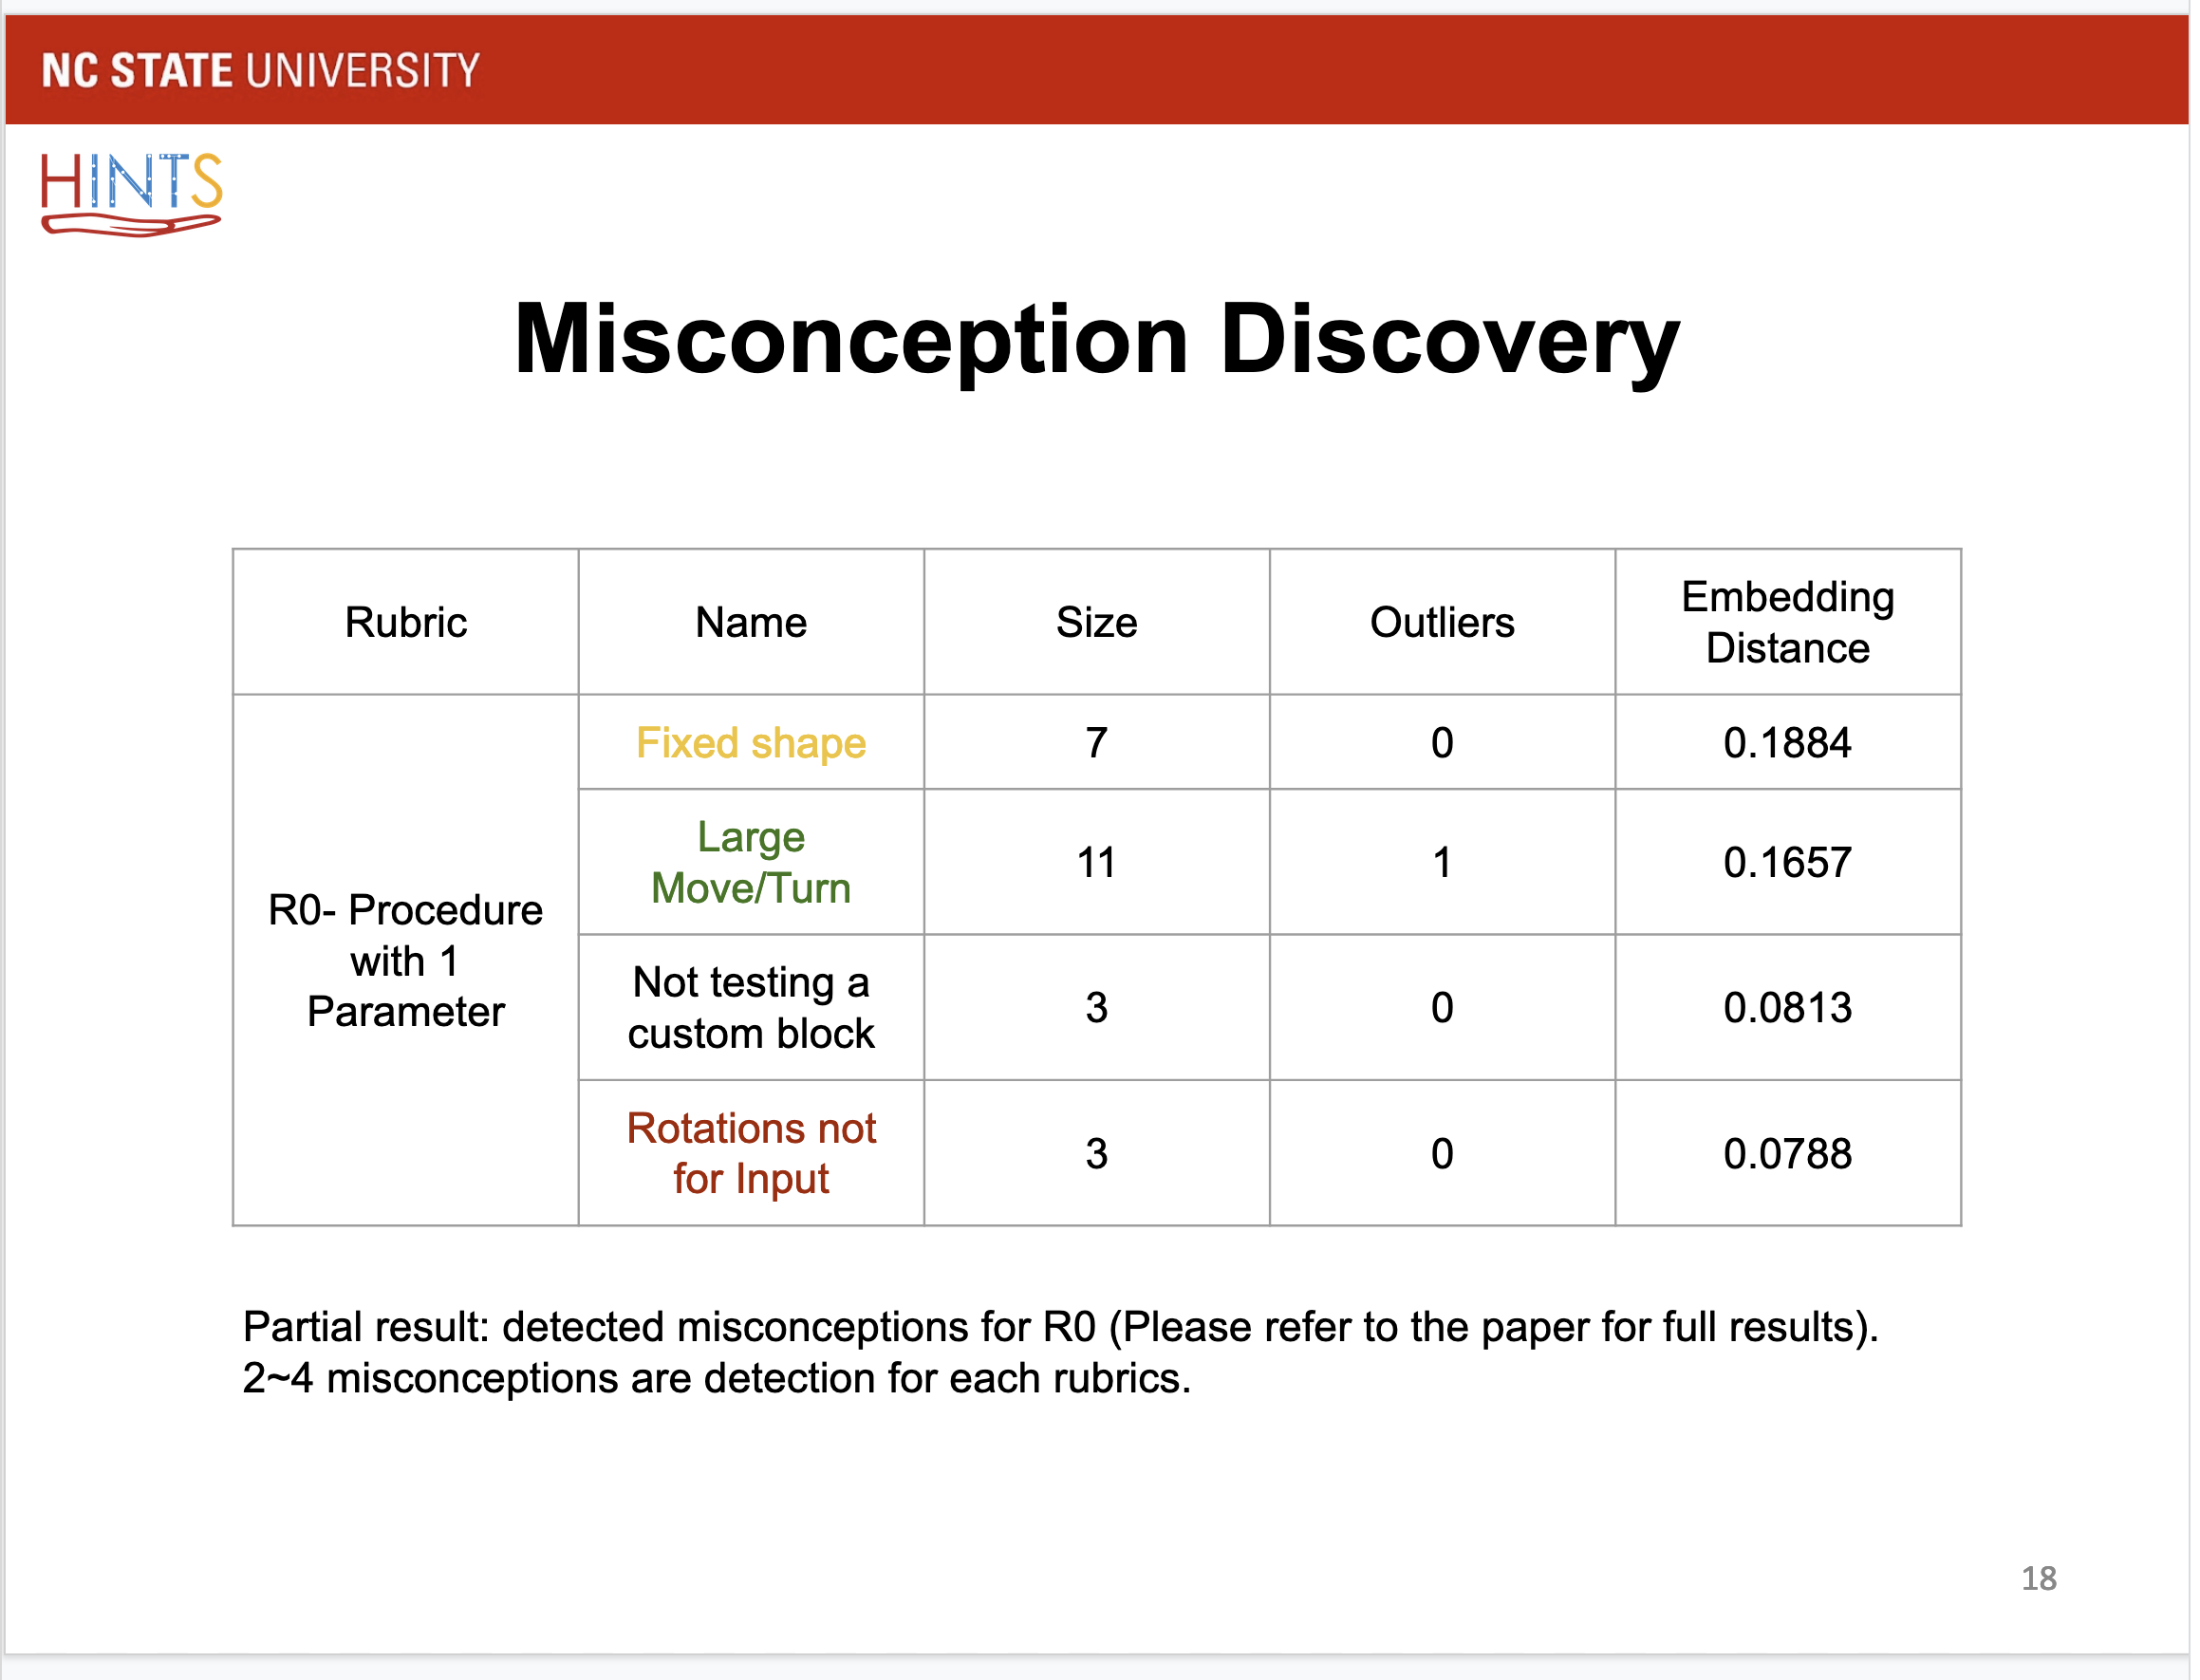 NC STATE UNIVERSITY
HINTS
Misconception Discovery
Rubric
Name
Size
Outliers
Embedding
Distance
R0- Procedure
with 1
Parameter
Fixed shape
7
0
0.1884
Large
Move/Turn
11
1
0.1657
Not testing a
custom block
3
0
0.0813
Rotations not
for Input
3
0
0.0788
Partial result: detected misconceptions for R0 (Please refer to the paper for full results).
2~4 misconceptions are detection for each rubrics.
18